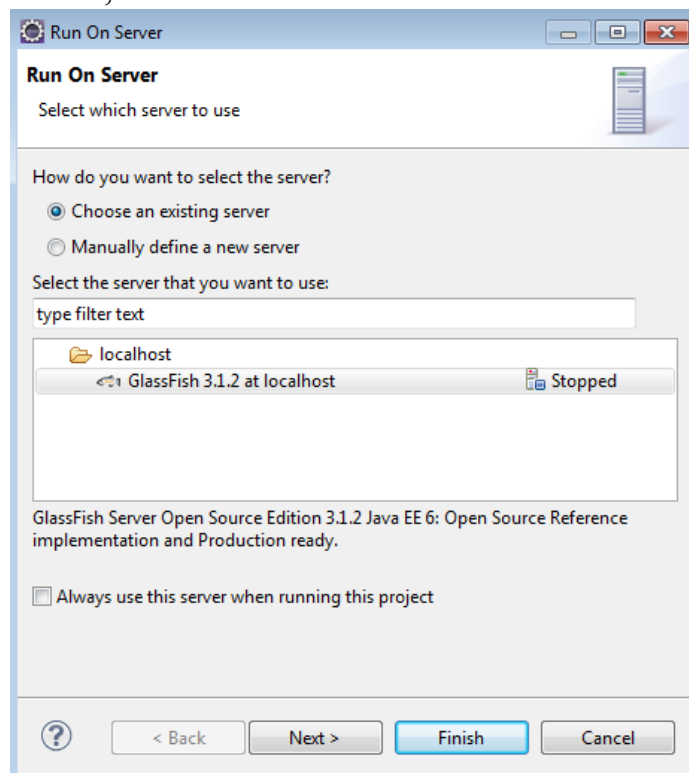 Run On Server
Run On Server
Select which server to use
How do you want to select the server?
Choose an existing server
Manually define a new server
Select the server that you want to use:
type filter text
localhost
GlassFish 3.1.2 at localhost Stopped
GlassFish Server Open Source Edition 3.1.2 Java EE 6: Open Source Reference
implementation and Production ready.
Always use this server when running this project
? < Back Next > Finish Cancel